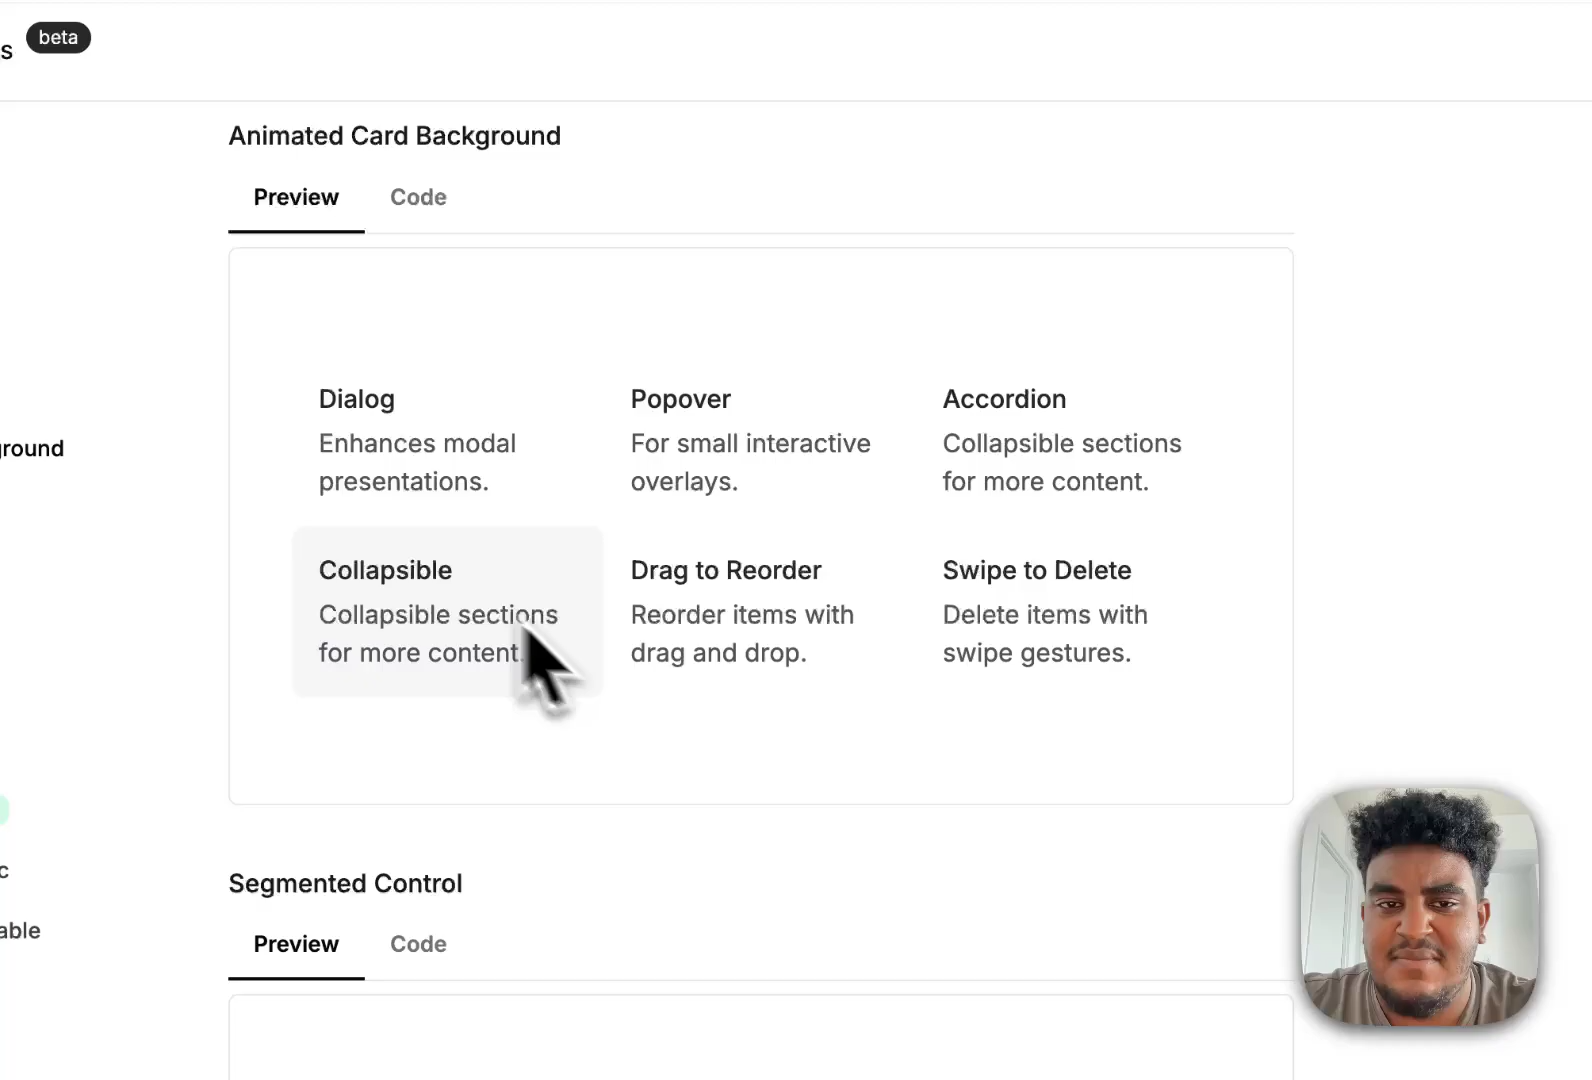 s beta
Animated Card Background
Preview Code
Dialog
Enhances modal
presentations.
Popover
For small interactive
overlays.
Accordion
Collapsible sections
for more content.
ground
Collapsible
Collapsible sections
for more content.
Drag to Reorder
Reorder items with
drag and drop.
Swipe to Delete
Delete items with
swipe gestures.
c
able
Segmented Control
Preview Code